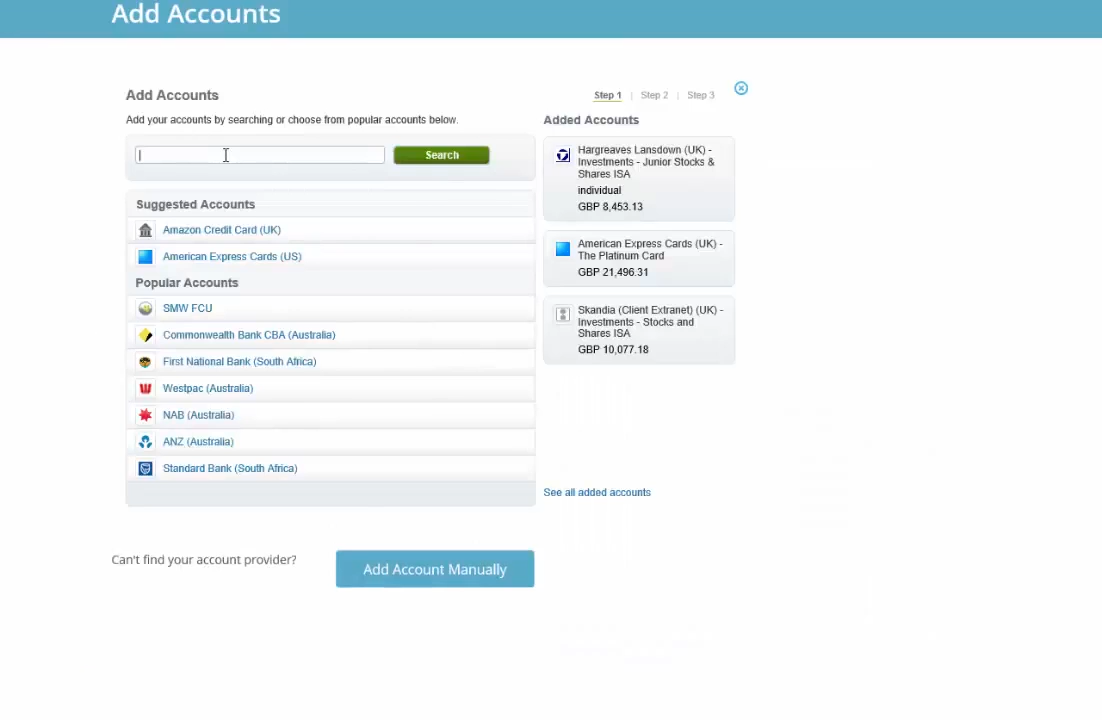 Add Accounts
Add Accounts
Step 1 | Step 2 | Step 3
Add your accounts by searching or choose from popular accounts below.
Search
Suggested Accounts
Amazon Credit Card (UK)
American Express Cards (US)
Popular Accounts
SMW FCU
Commonwealth Bank CBA (Australia)
First National Bank (South Africa)
Westpac (Australia)
NAB (Australia)
ANZ (Australia)
Standard Bank (South Africa)
Added Accounts
Hargreaves Lansdown (UK) -
Investments - Junior Stocks &
Shares ISA
individual
GBP 8,453.13
American Express Cards (UK) -
The Platinum Card
GBP 21,496.31
Skandia (Client Extranet) (UK) -
Investments - Stocks and
Shares ISA
GBP 10,077.18
See all added accounts
Can't find your account provider?
Add Account Manually